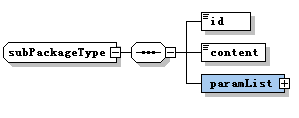 id
subPackageType
content
paramList